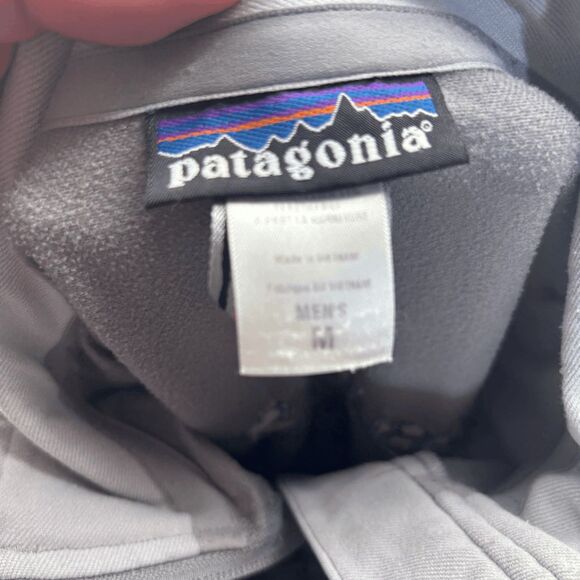 patagonia®
Made in VIETNAM
Fabriqué au VIETNAM
MEN'S
M